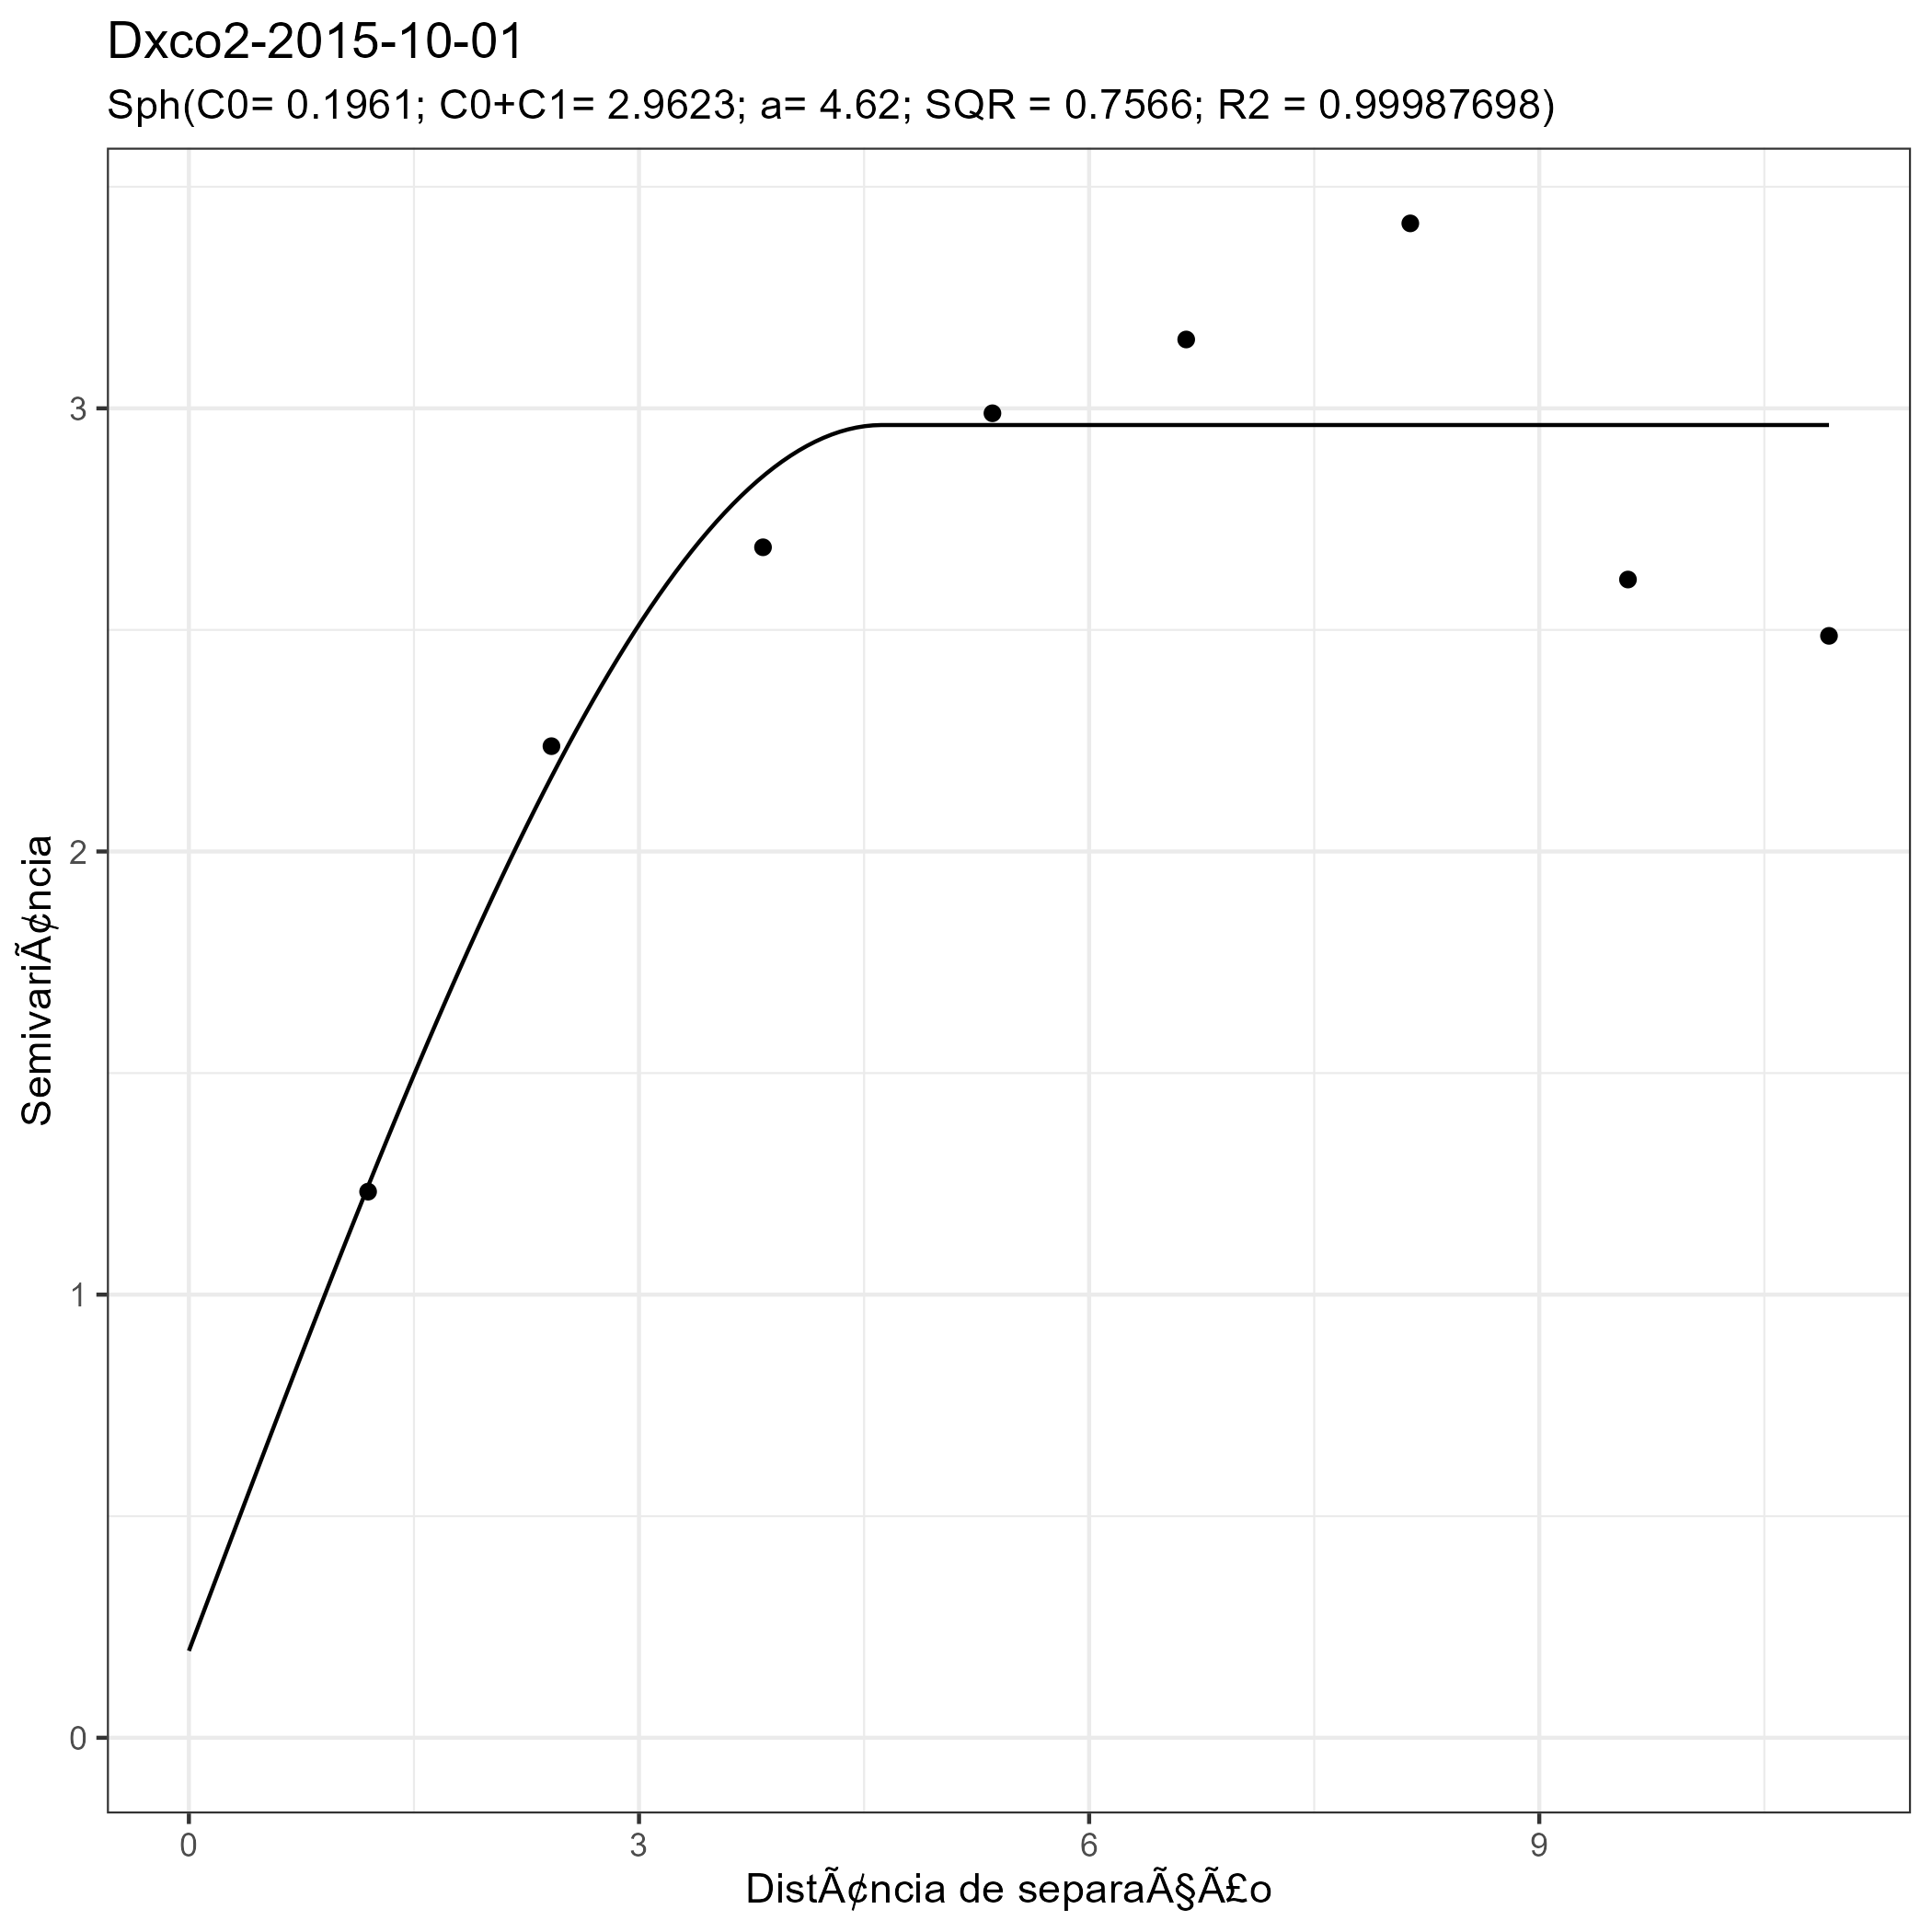 Dxco2-2015-10-01
Sph(C0= 0.1961; C0+C1= 2.9623; a= 4.62; SQR = 0.7566; R2 = 0.99987698)
SemivariÃ¢ncia
3
2
1
0
0 3 6 9
DistÃ¢ncia de separaÃ§Ã£o